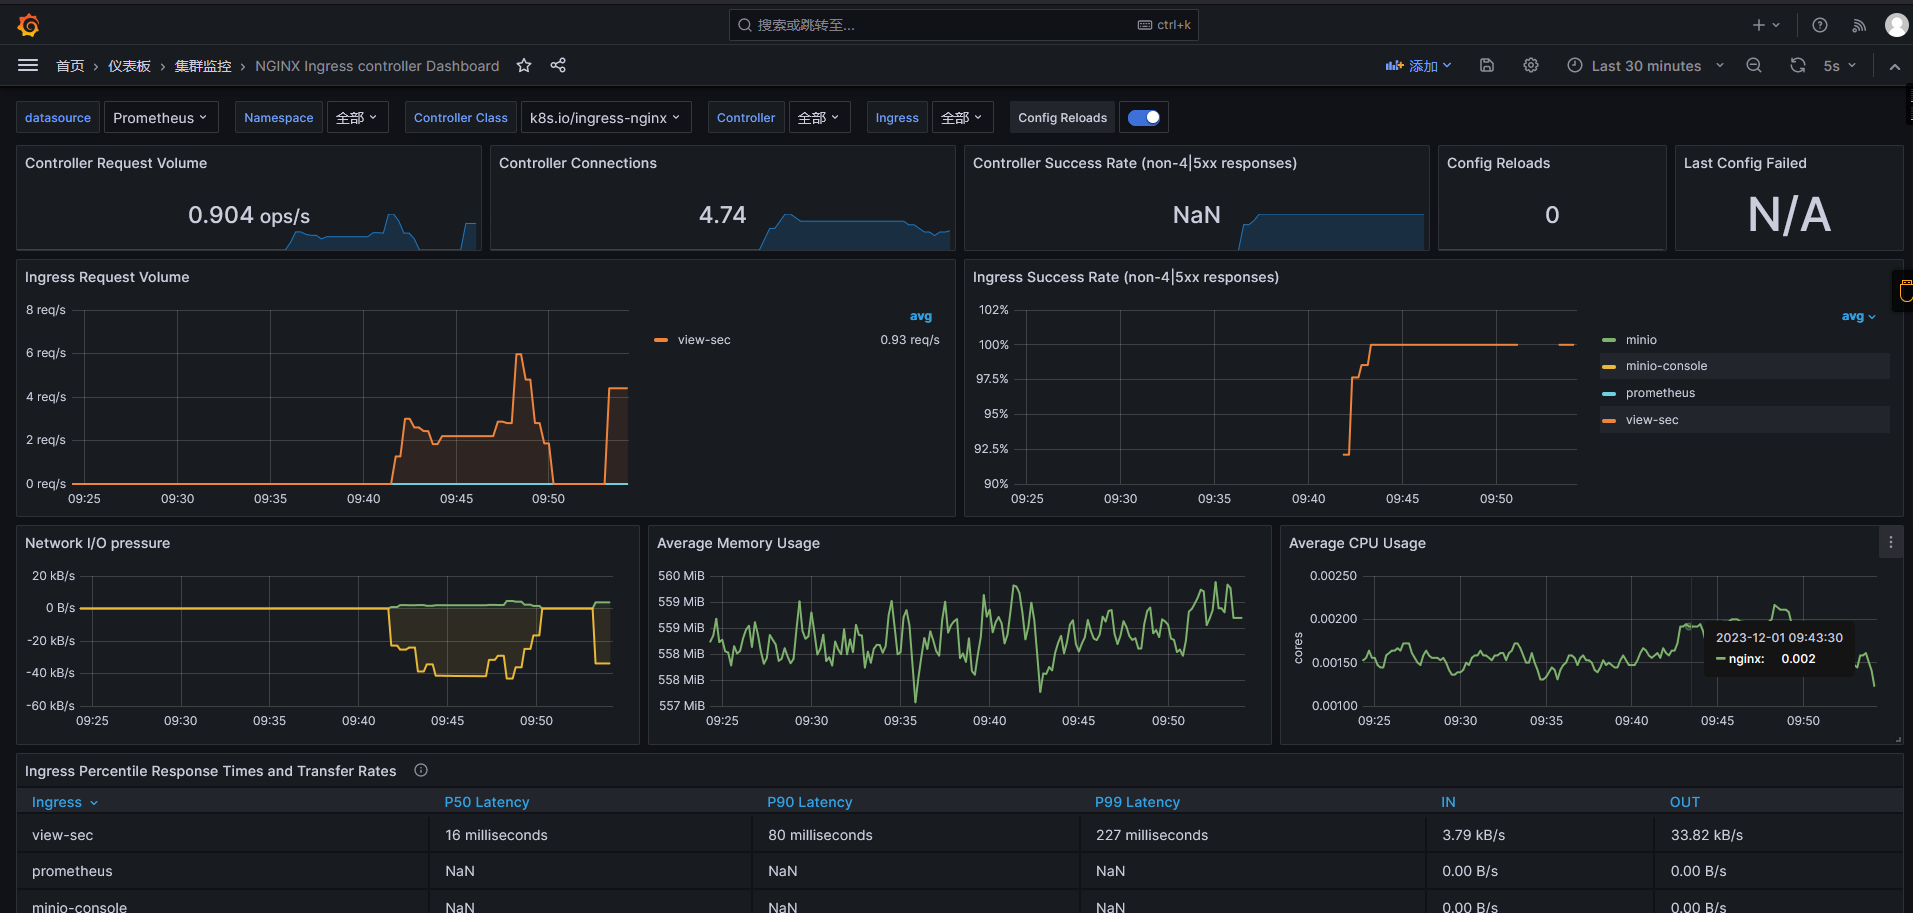 搜索或跳转至...
ctrl+k
首页 › 仪表板 › 集群监控 › NGINX Ingress controller Dashboard
添加
Last 30 minutes
5s
datasource Prometheus Namespace 全部 Controller Class k8s.io/ingress-nginx Controller 全部 Ingress 全部 Config Reloads
Controller Request Volume
0.904 ops/s
Controller Connections
4.74
Controller Success Rate (non-4|5xx responses)
NaN
Config Reloads
0
Last Config Failed
N/A
Ingress Request Volume
8 req/s
6 req/s
4 req/s
2 req/s
0 req/s
09:25 09:30 09:35 09:40 09:45 09:50
avg
view-sec 0.93 req/s
Ingress Success Rate (non-4|5xx responses)
102%
100%
97.5%
95%
92.5%
90%
09:25 09:30 09:35 09:40 09:45 09:50
avg
minio
minio-console
prometheus
view-sec
Network I/O pressure
20 kB/s
0 B/s
-20 kB/s
-40 kB/s
-60 kB/s
09:25 09:30 09:35 09:40 09:45 09:50
Average Memory Usage
560 MiB
559 MiB
559 MiB
558 MiB
558 MiB
557 MiB
09:25 09:30 09:35 09:40 09:45 09:50
Average CPU Usage
cores
0.00250
0.00200
0.00150
0.00100
09:25 09:30 09:35 09:40 09:45 09:50
2023-12-01 09:43:30
nginx: 0.002
Ingress Percentile Response Times and Transfer Rates
Ingress P50 Latency P90 Latency P99 Latency IN OUT
view-sec 16 milliseconds 80 milliseconds 227 milliseconds 3.79 kB/s 33.82 kB/s
prometheus NaN NaN NaN 0.00 B/s 0.00 B/s
minio-console NaN NaN NaN 0.00 B/s 0.00 B/s